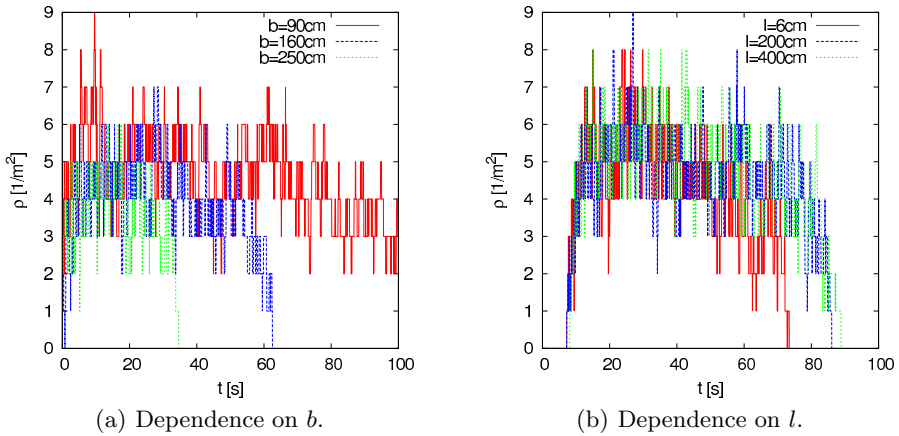 9
8
7
6
5
4
3
2
1
0
ρ [1/m²]
b=90cm
b=160cm
b=250cm
0 20 40 60 80 100
t [s]
(a) Dependence on b.
9
8
7
6
5
4
3
2
1
0
ρ [1/m²]
l=6cm
l=200cm
l=400cm
0 20 40 60 80 100
t [s]
(b) Dependence on l.